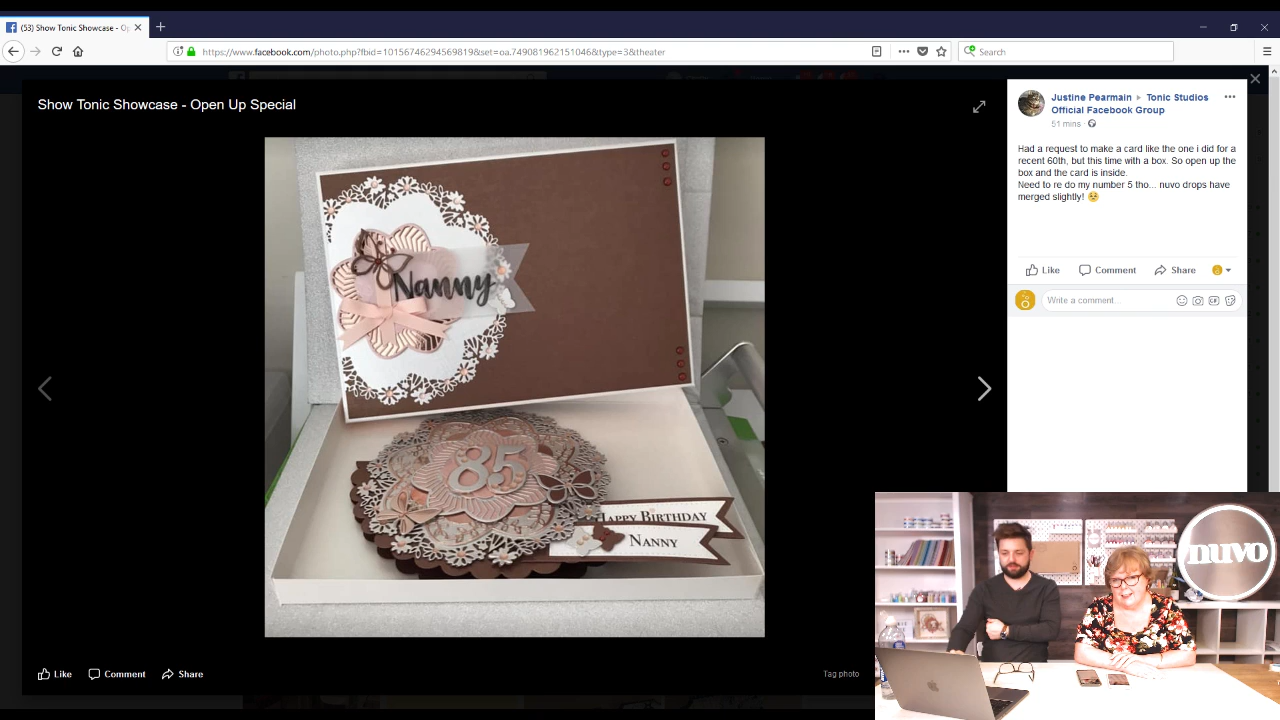 (53) Show Tonic Showcase - Op
https://www.facebook.com/photo.php?fbid=10156746294569819&set=oa.749081962151046&type=3&theater
Search
Show Tonic Showcase - Open Up Special
Justine Pearmain ▸ Tonic Studios
Official Facebook Group
51 mins ·
Had a request to make a card like the one i did for a
recent 60th, but this time with a box. So open up the
box and the card is inside.
Need to re do my number 5 tho... nuvo drops have
merged slightly!
Like Comment Share
Write a comment...
GIF
Nanny
85
Happy Birthday
Nanny
Like Comment Share
Tag photo
nuvo